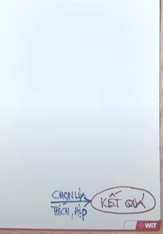 CHỌN LỰA
THÍCH HỢP
KẾT QUẢ